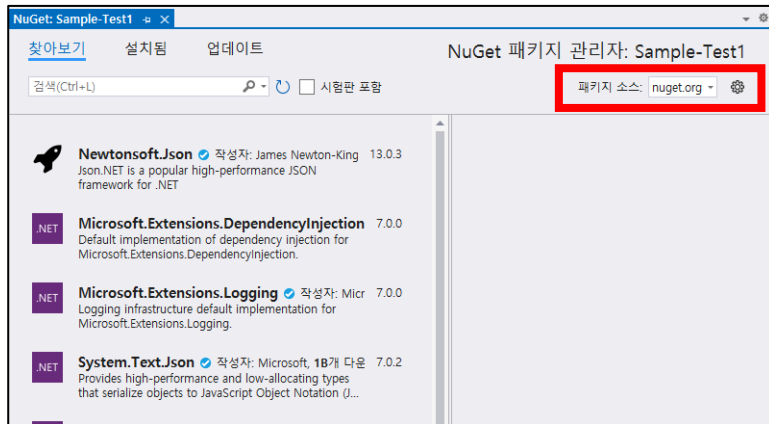 NuGet: Sample-Test1
찾아보기 설치됨 업데이트
NuGet 패키지 관리자: Sample-Test1
검색(Ctrl+L)
시험판 포함
패키지 소스: nuget.org
Newtonsoft.Json 작성자: James Newton-King 13.0.3
Json.NET is a popular high-performance JSON
framework for .NET
.NET
Microsoft.Extensions.DependencyInjection 7.0.0
Default implementation of dependency injection for
Microsoft.Extensions.DependencyInjection.
.NET
Microsoft.Extensions.Logging 작성자: Micr 7.0.0
Logging infrastructure default implementation for
Microsoft.Extensions.Logging.
.NET
System.Text.Json 작성자: Microsoft, 1B개 다운 7.0.2
Provides high-performance and low-allocating types
that serialize objects to JavaScript Object Notation (J...